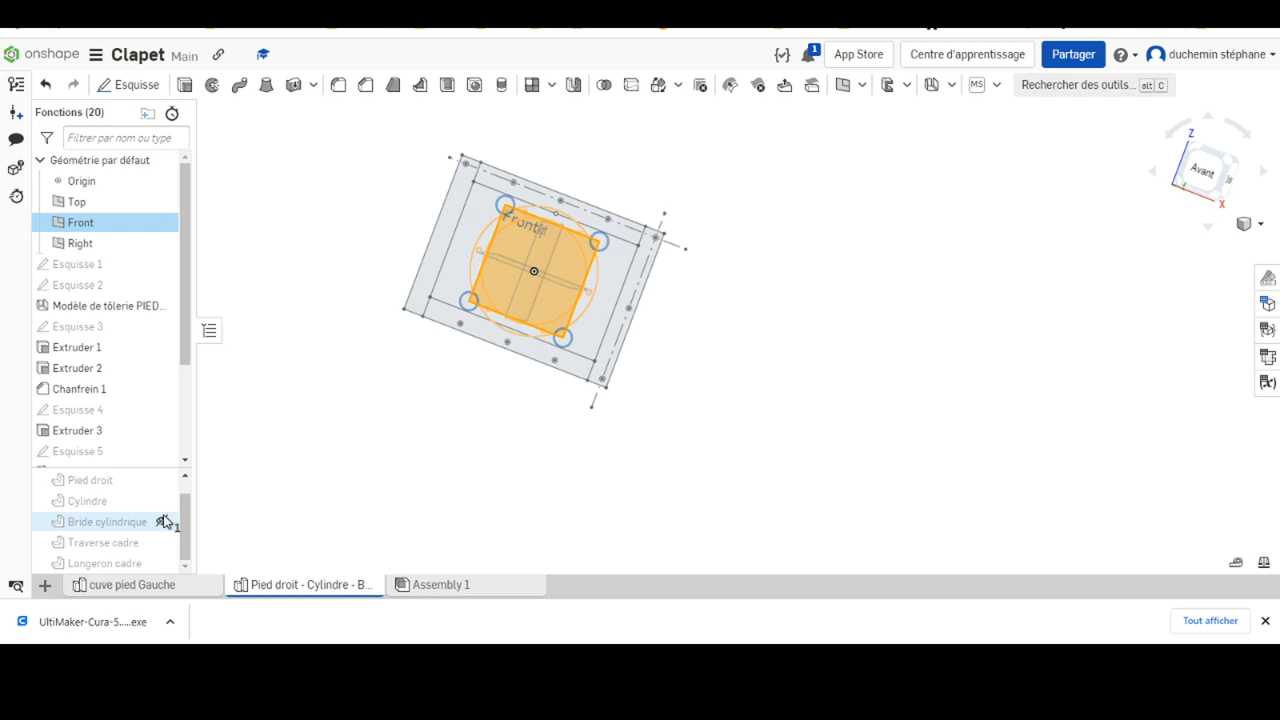 onshape Clapet Main
1 App Store Centre d'apprentissage Partager duchemin stéphane
Esquisse MS Rechercher des outils... alt C
Fonctions (20)
Filtrer par nom ou type
Géométrie par défaut
Origin
Top
Front
Right
Esquisse 1
Esquisse 2
Modèle de tôlerie PIED...
Esquisse 3
Extruder 1
Extruder 2
Chanfrein 1
Esquisse 4
Extruder 3
Esquisse 5
Pied droit
Cylindre
Bride cylindrique
Traverse cadre
Longeron cadre
Front
Z
Avant
X
cuve pied Gauche Pied droit - Cylindre - B... Assembly 1
UltiMaker-Cura-5.....exe Tout afficher